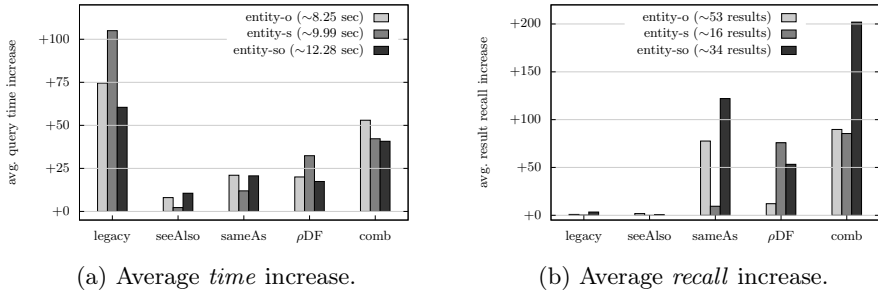 avg. query time increase
+100
+75
+50
+25
+0
entity-o (∼8.25 sec)
entity-s (∼9.99 sec)
entity-so (∼12.28 sec)
legacy seeAlso sameAs ρDF comb
(a) Average time increase.
avg. result recall increase
+200
+150
+100
+50
+0
entity-o (∼53 results)
entity-s (∼16 results)
entity-so (∼34 results)
legacy seeAlso sameAs ρDF comb
(b) Average recall increase.